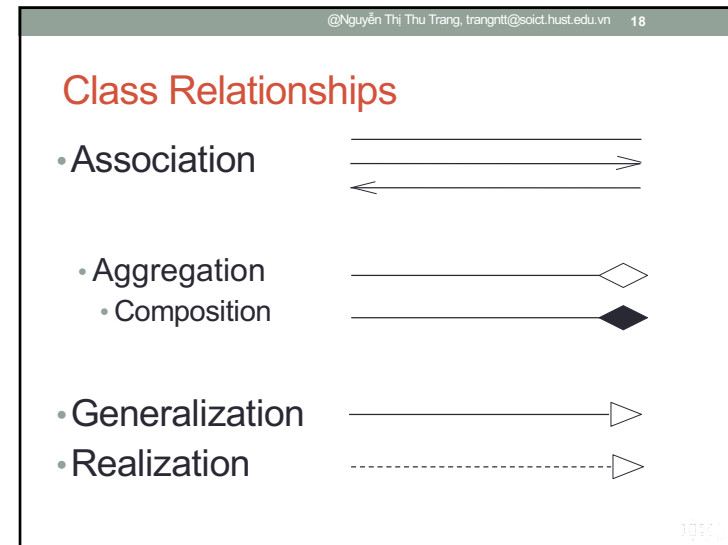 @Nguyễn Thị Thu Trang, trangntt@soict.hust.edu.vn 18
Class Relationships
•Association
•Aggregation
•Composition
•Generalization
•Realization